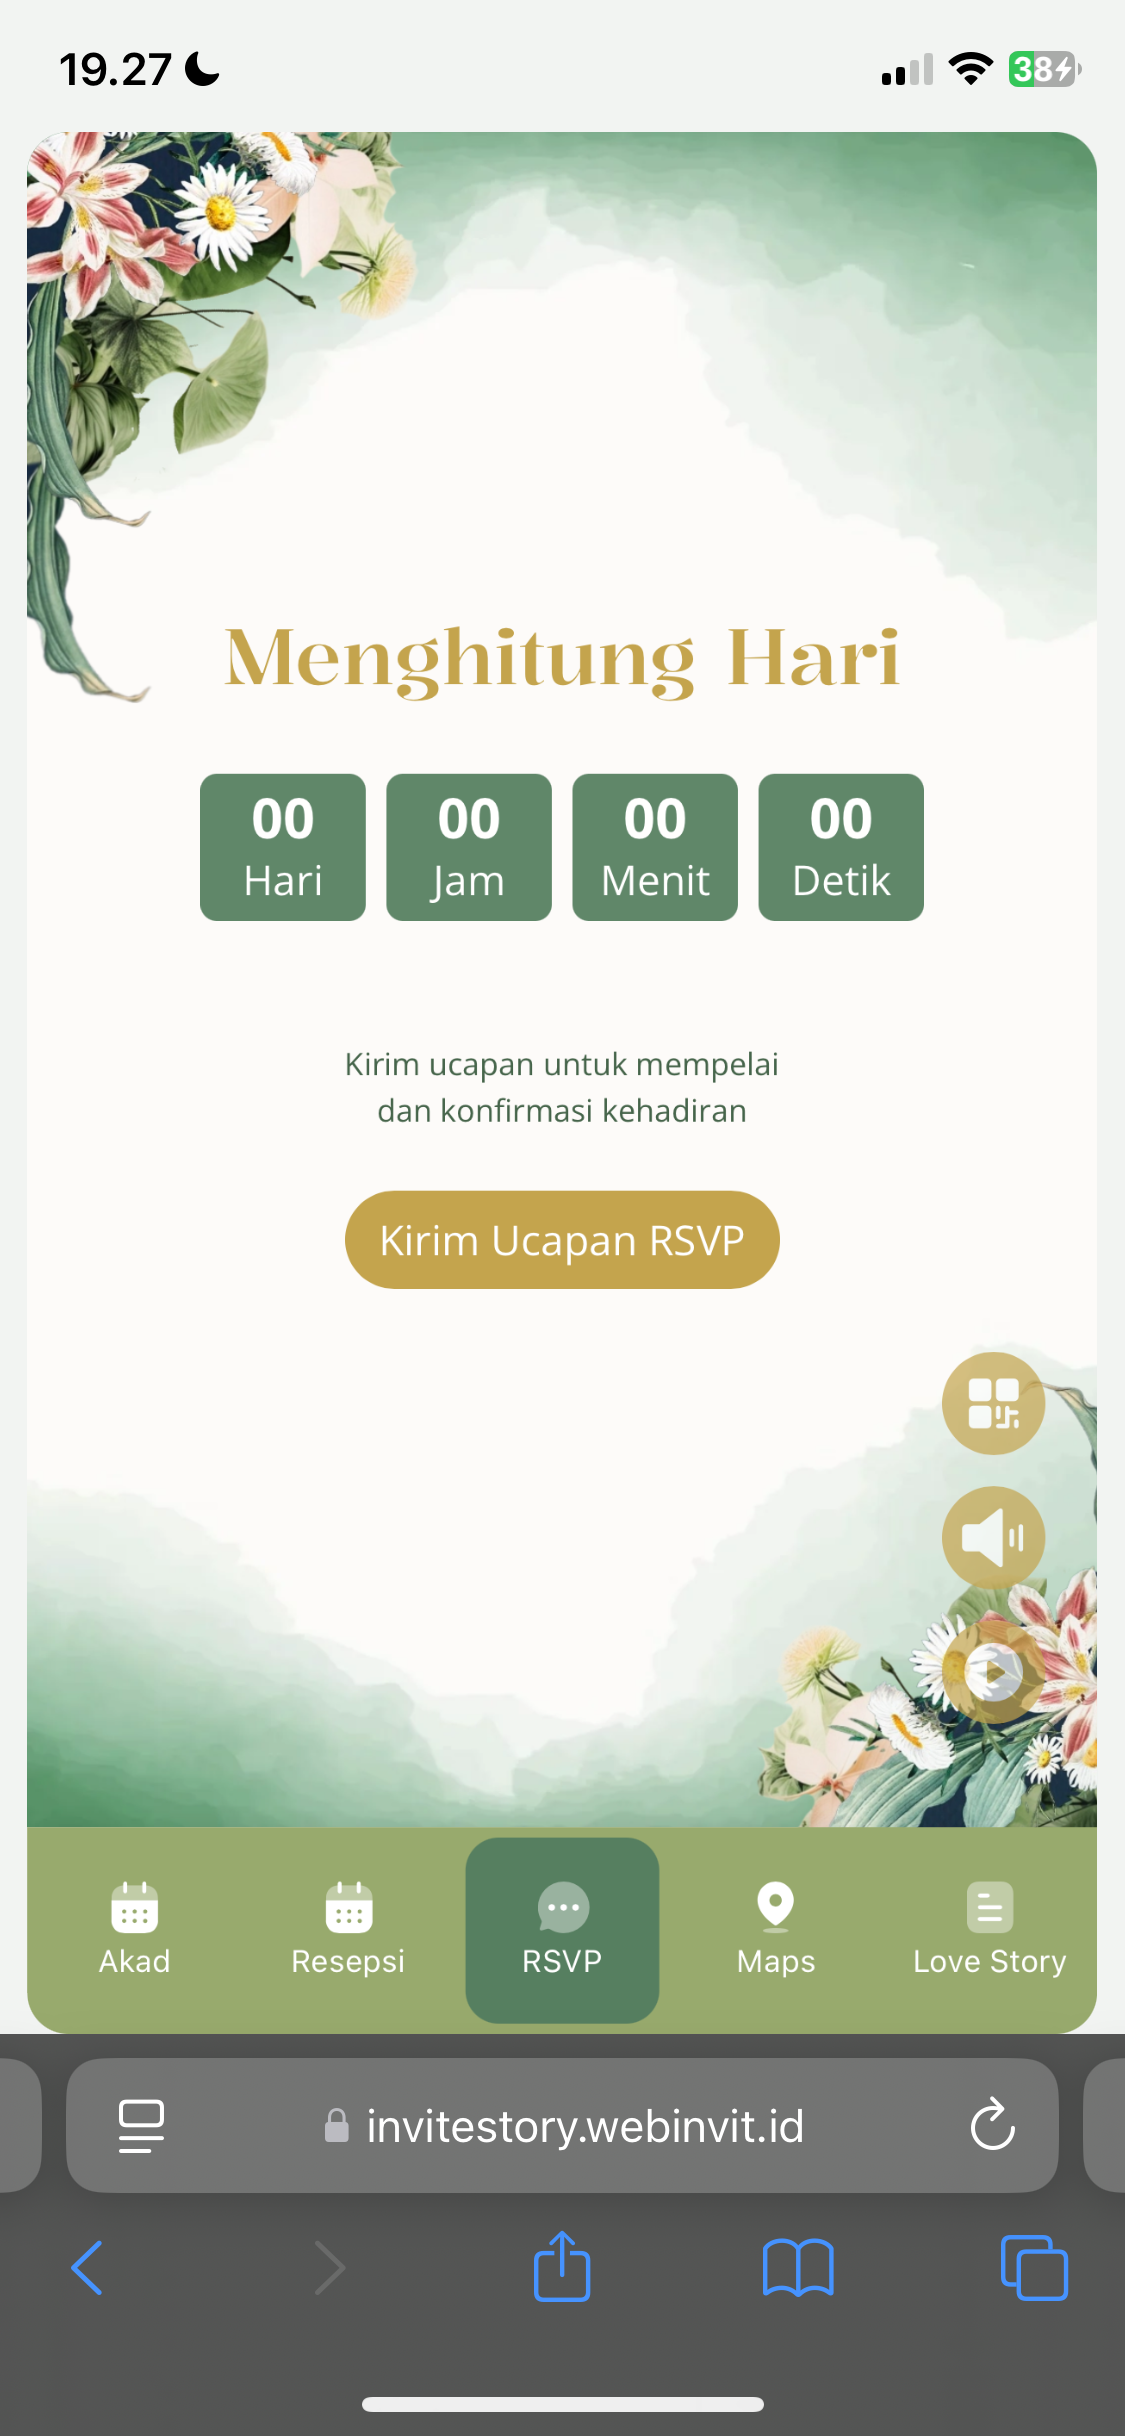 19.27
38
Menghitung Hari
00 00 00 00
Hari Jam Menit Detik
Kirim ucapan untuk mempelai
dan konfirmasi kehadiran
Kirim Ucapan RSVP
Akad Resepsi RSVP Maps Love Story
invitestory.webinvit.id